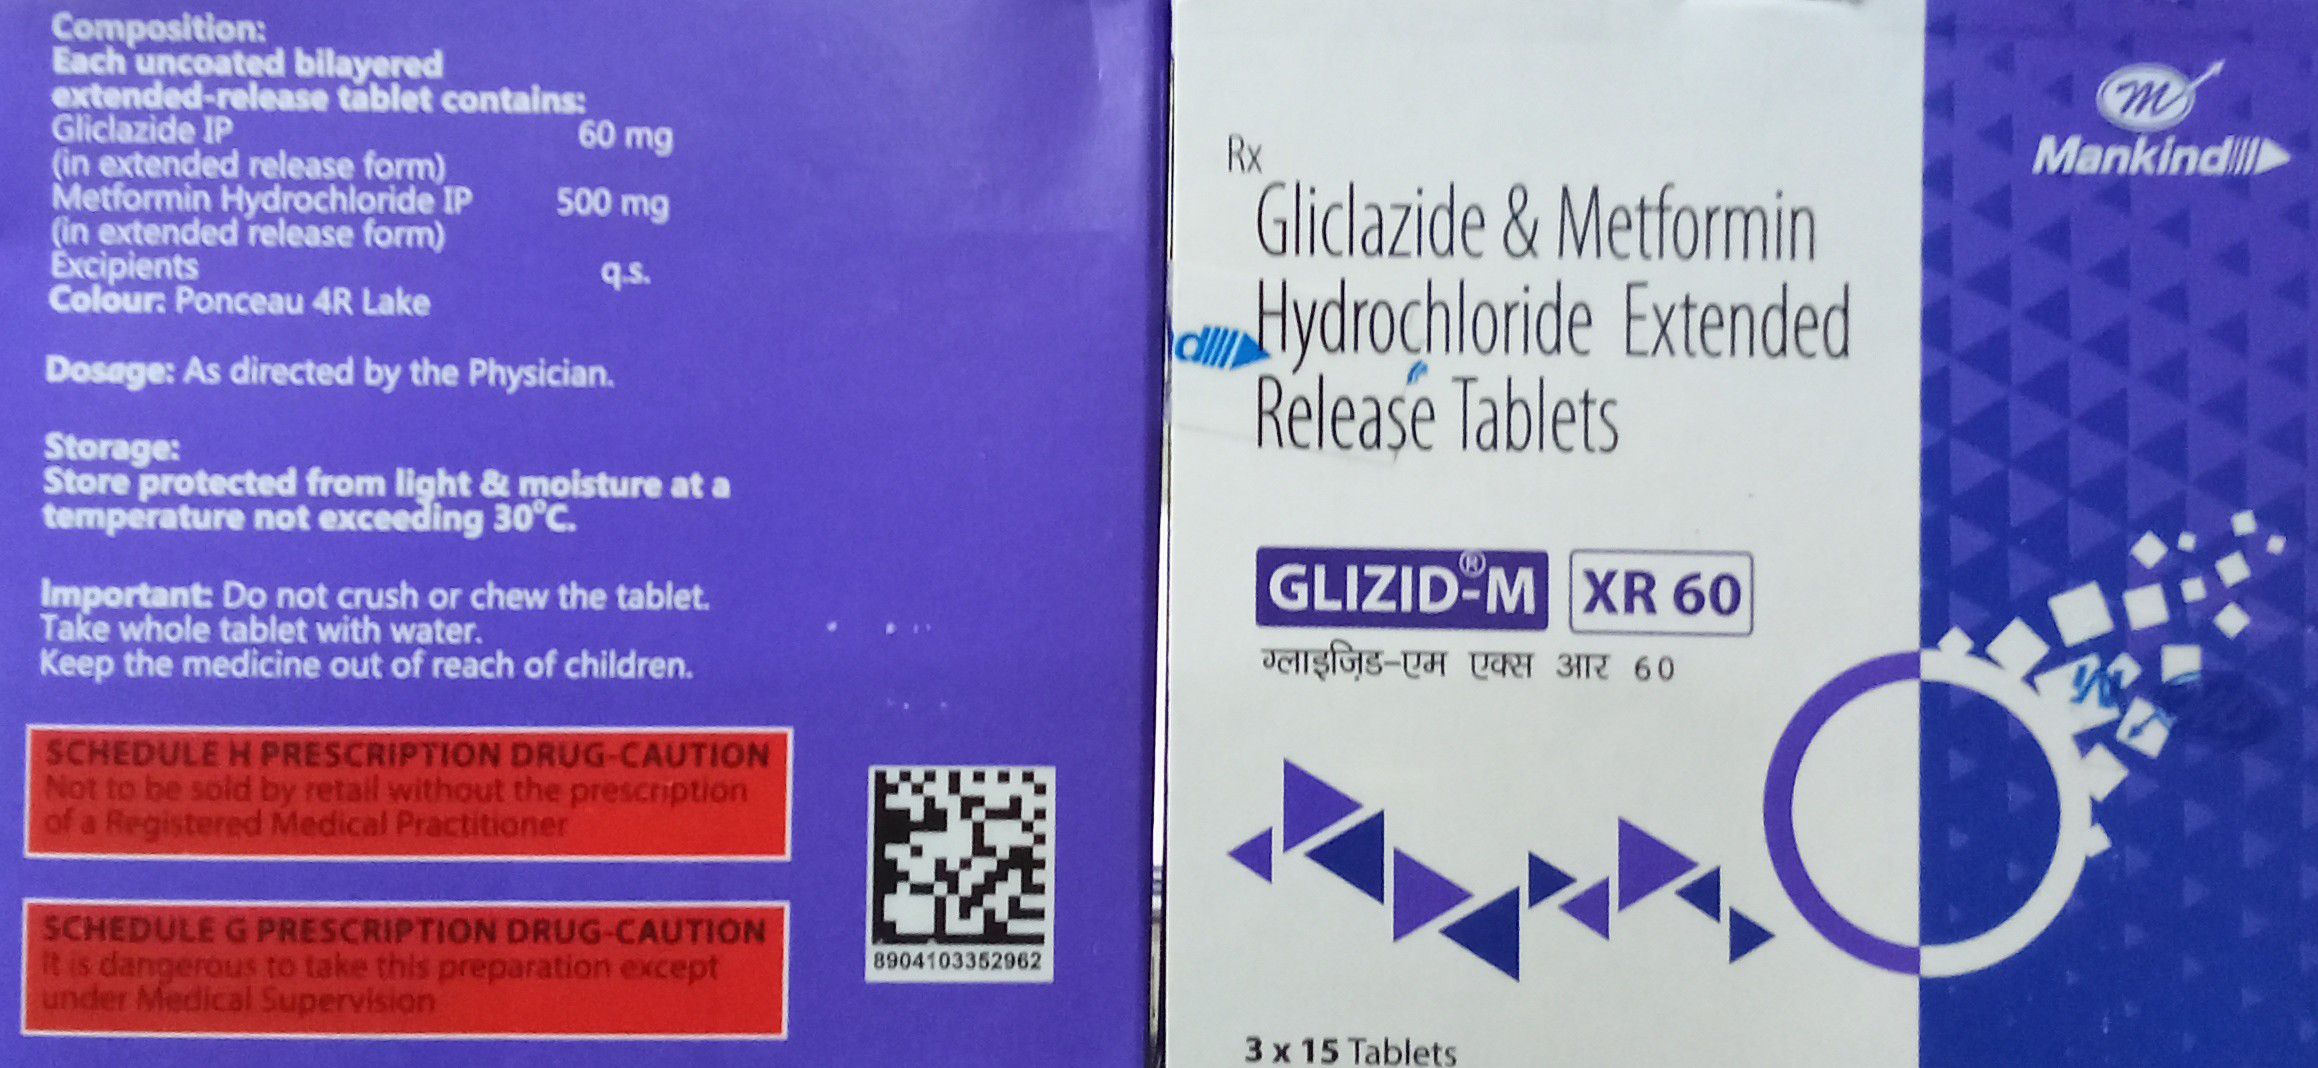 Composition:
Each uncoated bilayered
extended-release tablet contains:
Gliclazide IP 60 mg
(in extended release form)
Metformin Hydrochloride IP 500 mg
(in extended release form)
Excipients q.s.
Colour: Ponceau 4R Lake
Dosage: As directed by the Physician.
Storage:
Store protected from light & moisture at a
temperature not exceeding 30°C.
Important: Do not crush or chew the tablet.
Take whole tablet with water.
Keep the medicine out of reach of children.
SCHEDULE H PRESCRIPTION DRUG-CAUTION
Not to be sold by retail without the prescription
of a Registered Medical Practitioner
SCHEDULE G PRESCRIPTION DRUG-CAUTION
It is dangerous to take this preparation except
under Medical Supervision
8904103352962
Mankind
Rx
Gliclazide & Metformin
Hydrochloride Extended
Release Tablets
GLIZID®-M XR 60
ग्लाइज़िड-एम एक्स आर 60
3 x 15 Tablets